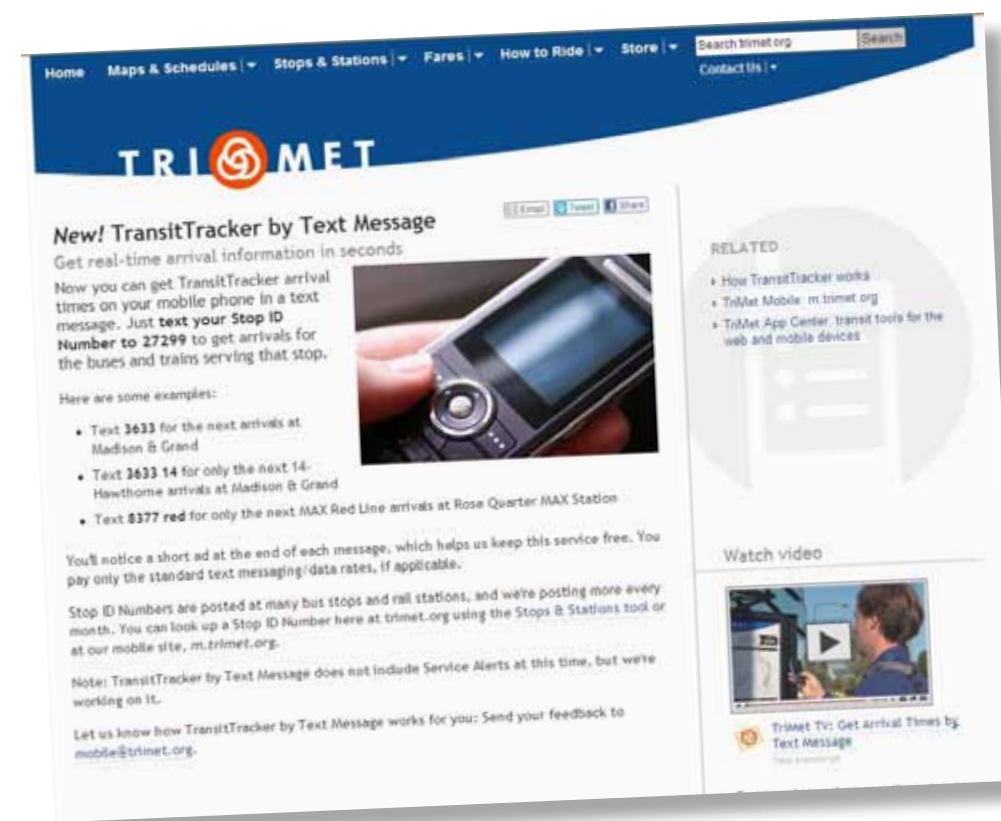 Home Maps & Schedules Stops & Stations Fares How to Ride Store Search trimet.org Search
Contact Us
TRI MET
New! TransitTracker by Text Message
Email Tweet Share
Get real-time arrival information in seconds
Now you can get TransitTracker arrival
times on your mobile phone in a text
message. Just text your Stop ID
Number to 27299 to get arrivals for
the buses and trains serving that stop.
Here are some examples:
• Text 3633 for the next arrivals at
Madison & Grand
• Text 3633 14 for only the next 14-
Hawthorne arrivals at Madison & Grand
• Text 8377 red for only the next MAX Red Line arrivals at Rose Quarter MAX Station
You'll notice a short ad at the end of each message, which helps us keep this service free. You
pay only the standard text messaging/data rates, if applicable.
Stop ID Numbers are posted at many bus stops and rail stations, and we're posting more every
month. You can look up a Stop ID Number here at trimet.org using the Stops & Stations tool or
at our mobile site, m.trimet.org.
Note: TransitTracker by Text Message does not include Service Alerts at this time, but we're
working on it.
Let us know how TransitTracker by Text Message works for you: Send your feedback to
mobile@trimet.org.
RELATED
How TransitTracker works
TriMet Mobile: m.trimet.org
TriMet App Center: transit tools for the
web and mobile devices
Watch video
TriMet TV: Get Arrival Times by
Text Message